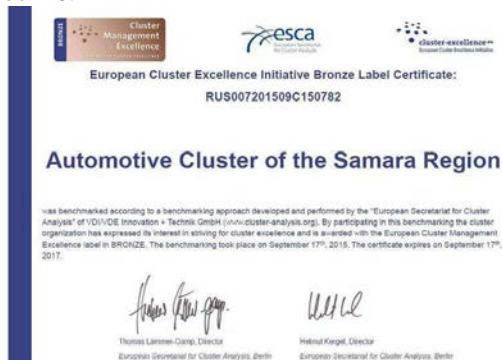 BRONZE
Cluster
Management
Excellence
esca
European Secretariat
for Cluster Analysis
cluster-excellence.eu
European Cluster Excellence Initiative
European Cluster Excellence Initiative Bronze Label Certificate:
RUS007201509C150782
Automotive Cluster of the Samara Region
was benchmarked according to a benchmarking approach developed and performed by the "European Secretariat for Cluster
Analysis" of VDI/VDE Innovation + Technik GmbH (www.cluster-analysis.org). By participating in this benchmarking the cluster
organization has expressed its interest in striving for cluster excellence and is awarded with the European Cluster Management
Excellence label in BRONZE. The benchmarking took place on September 17th, 2015. The certificate expires on September 17th,
2017.
Thomas Lämmer-Gamp, Director
Helmut Kergel, Director
European Secretariat for Cluster Analysis, Berlin
European Secretariat for Cluster Analysis, Berlin